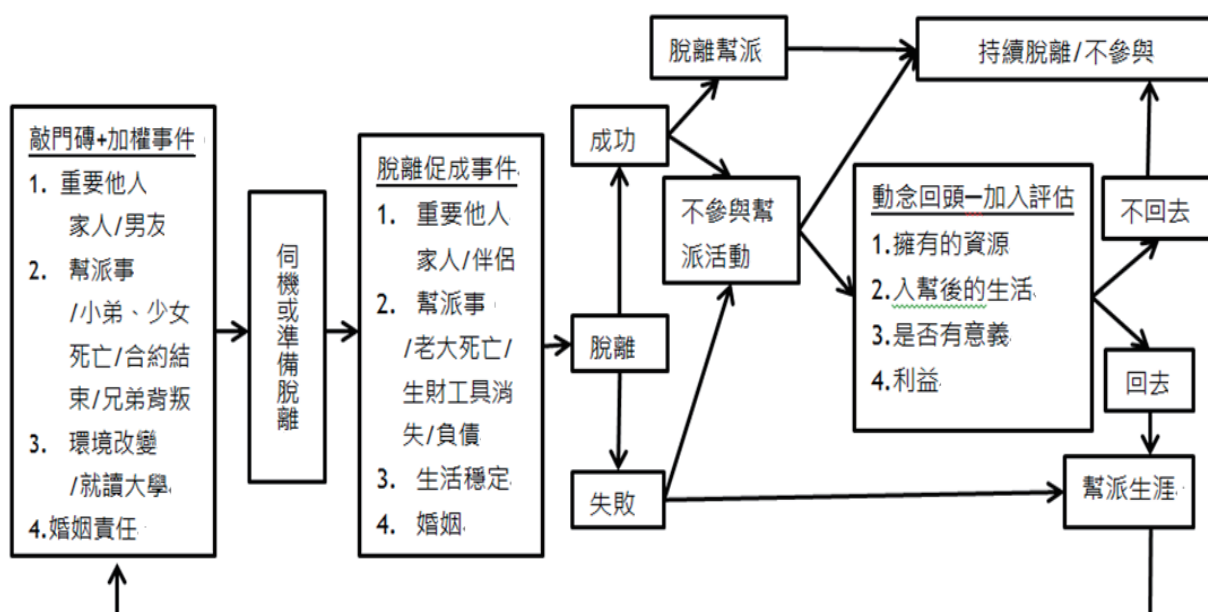 敲門磚+加權事件
1. 重要他人
家人/男友
2. 幫派事
/小弟、少女
死亡/合約結
束/兄弟背叛
3. 環境改變
/就讀大學
4.婚姻責任
伺機或準備脫離
脫離促成事件
1. 重要他人
家人/伴侶
2. 幫派事
/老大死亡/
生財工具消
失/負債
3. 生活穩定
4. 婚姻
脫離
成功
失敗
脫離幫派
不參與幫
派活動
持續脫離/不參與
動念回頭—加入評估
1.擁有的資源
2.入幫後的生活
3.是否有意義
4.利益
不回去
回去
幫派生涯